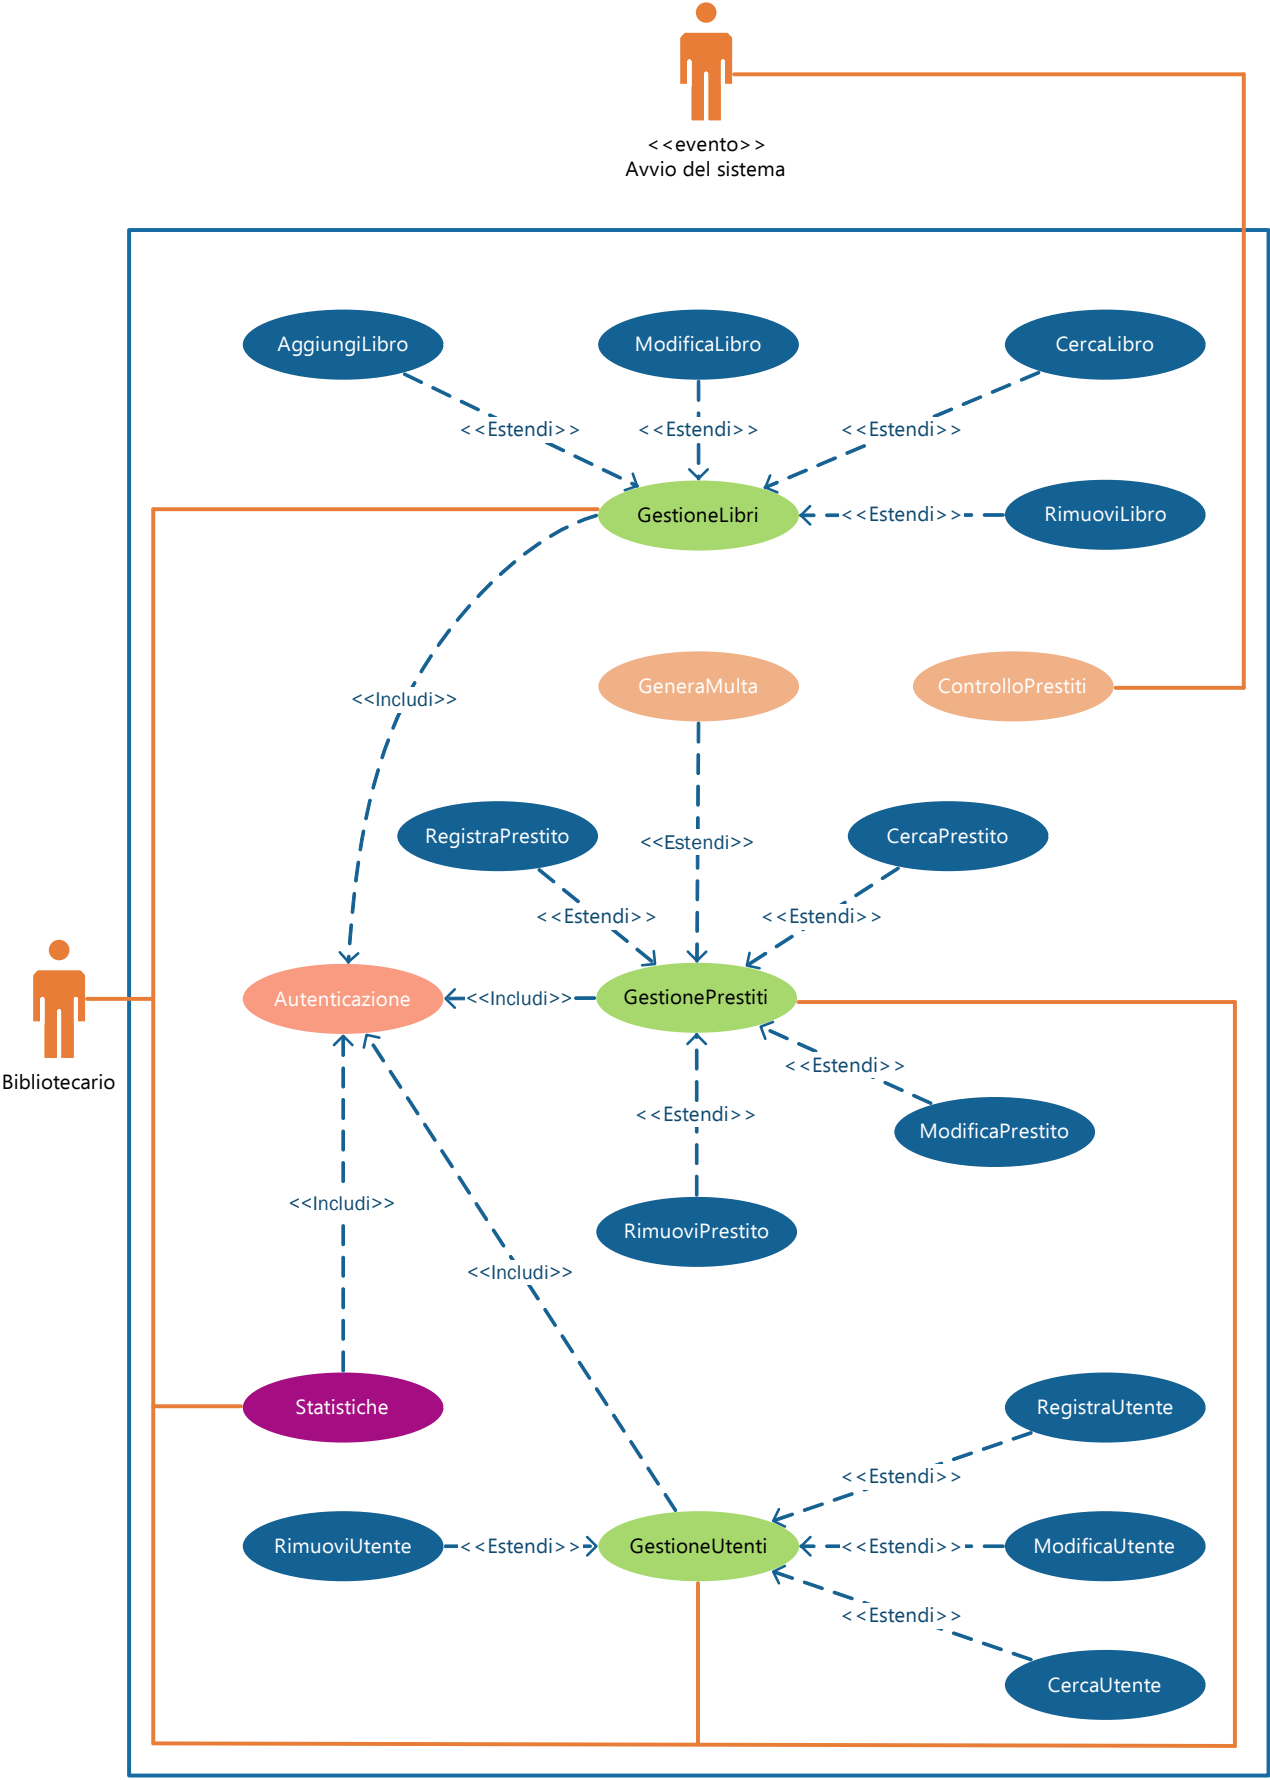 <<evento>>
Avvio del sistema
AggiungiLibro
ModificaLibro
CercaLibro
<<Estendi>>
<<Estendi>>
<<Estendi>>
GestioneLibri
<<Estendi>>
RimuoviLibro
<<Includi>>
GeneraMulta
ControlloPrestiti
RegistraPrestito
<<Estendi>>
CercaPrestito
<<Estendi>>
<<Estendi>>
Autenticazione
<<Includi>>
GestionePrestiti
Bibliotecario
<<Estendi>>
<<Estendi>>
ModificaPrestito
<<Includi>>
RimuoviPrestito
<<Includi>>
Statistiche
RegistraUtente
<<Estendi>>
RimuoviUtente
<<Estendi>>
GestioneUtenti
<<Estendi>>
ModificaUtente
<<Estendi>>
CercaUtente